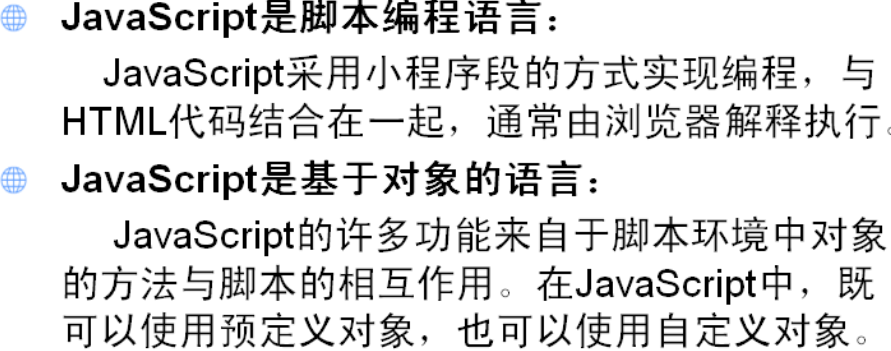 JavaScript是脚本编程语言：
JavaScript采用小程序段的方式实现编程，与
HTML代码结合在一起，通常由浏览器解释执行。
JavaScript是基于对象的语言：
JavaScript的许多功能来自于脚本环境中对象
的方法与脚本的相互作用。在JavaScript中，既
可以使用预定义对象，也可以使用自定义对象。